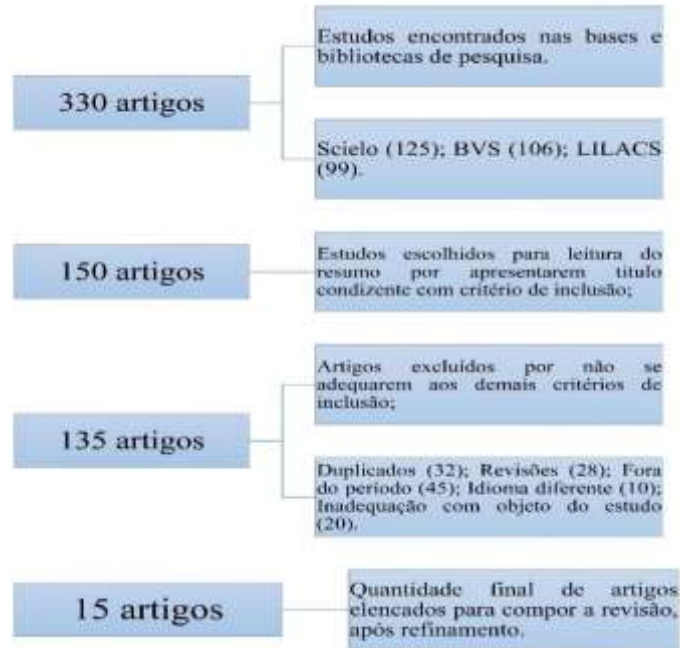 Estudos encontrados nas bases e
bibliotecas de pesquisa.
330 artigos
Scielo (125); BVS (106); LILACS
(99).
150 artigos
Estudos escolhidos para leitura do
resumo por apresentarem titulo
condizente com critério de inclusão;
Artigos excluídos por não se
adequarem aos demais critérios de
inclusão;
135 artigos
Duplicados (32); Revisões (28); Fora
do período (45); Idioma diferente (10);
Inadequação com objeto do estudo
(20).
15 artigos
Quantidade final de artigos
elencados para compor a revisão,
após refinamento.